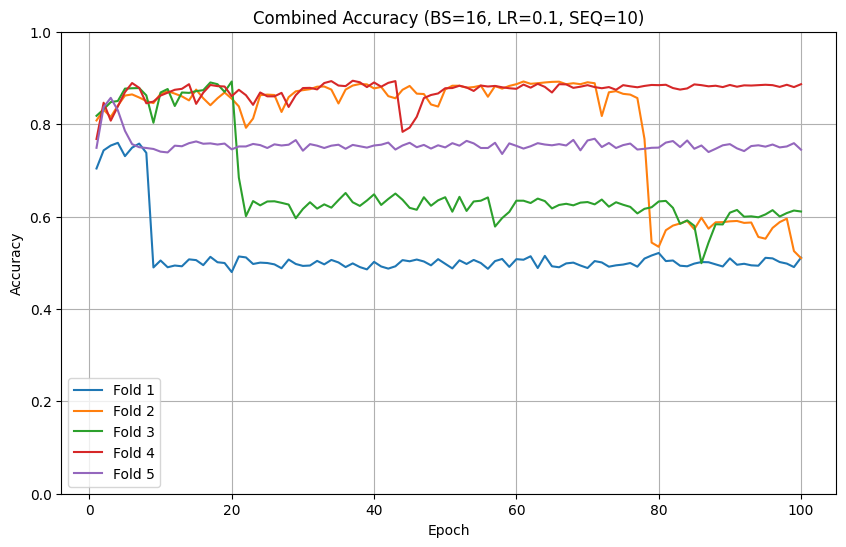 Combined Accuracy (BS=16, LR=0.1, SEQ=10)
1.0
0.8
0.6
0.4
0.2
0.0
Accuracy
Fold 1
Fold 2
Fold 3
Fold 4
Fold 5
0 20 40 60 80 100
Epoch